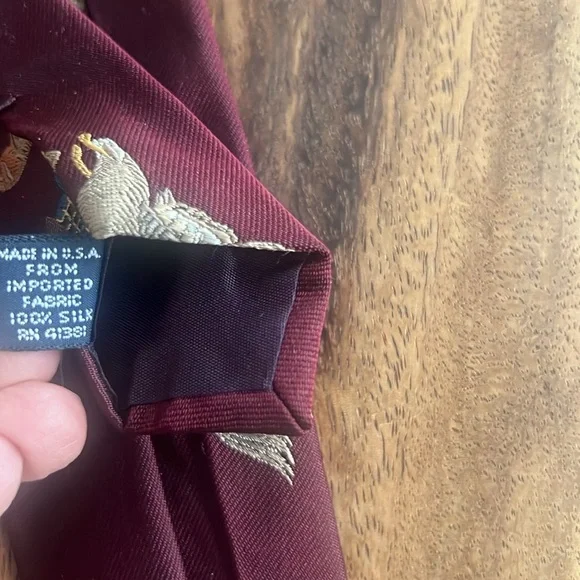 MADE IN U.S.A.
FROM
IMPORTED
FABRIC
100% SILK
RN 41381